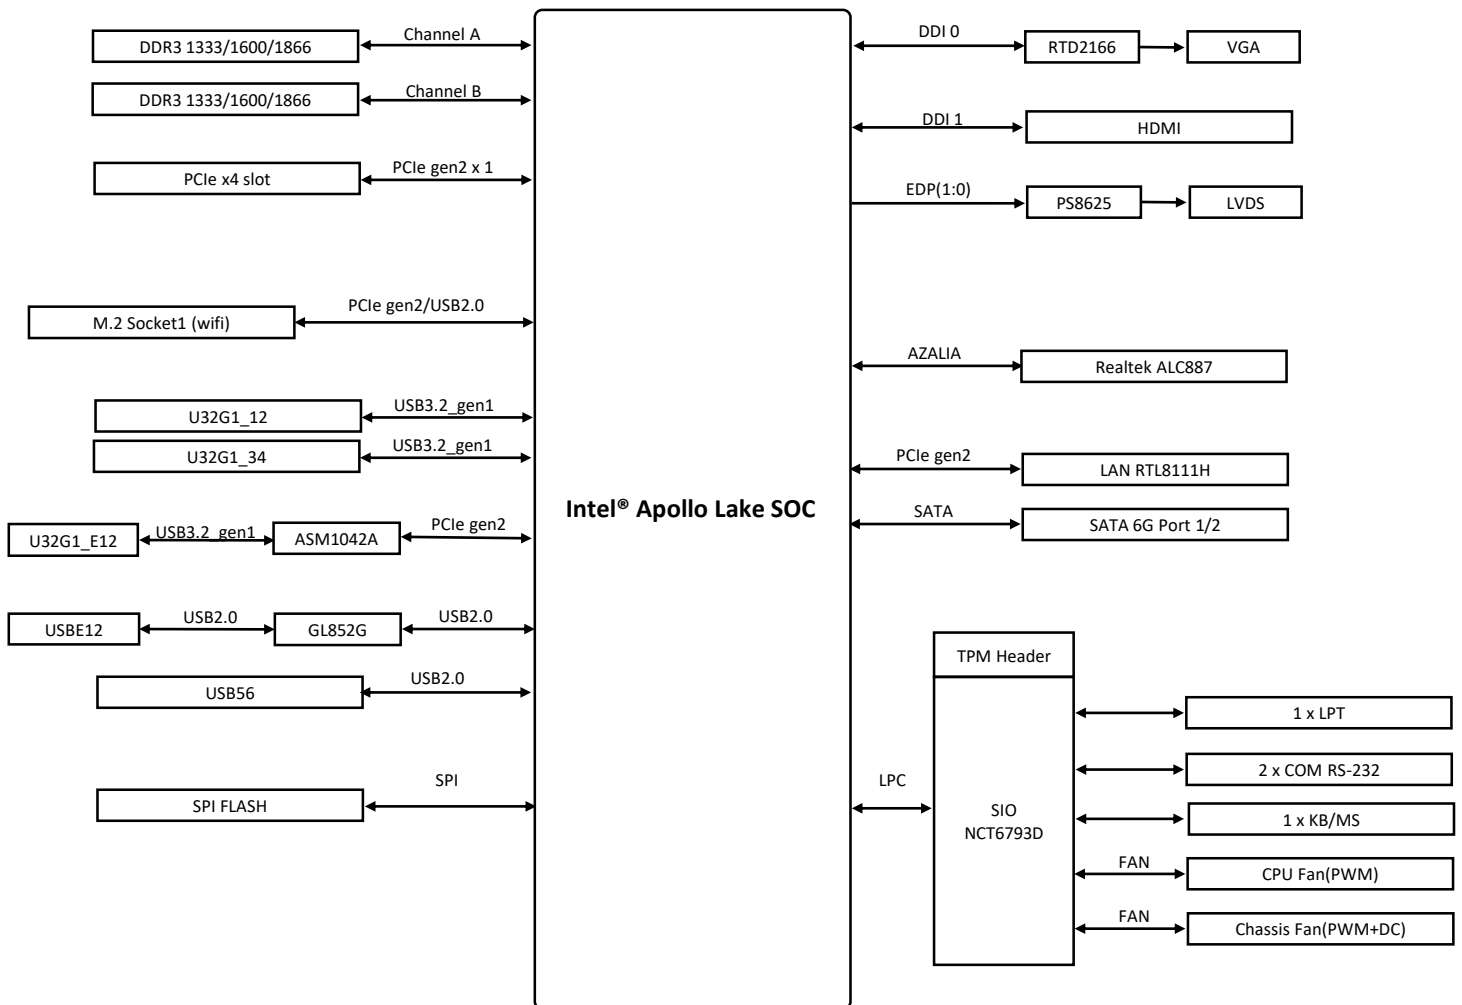 DDR3 1333/1600/1866
Channel A
DDR3 1333/1600/1866
Channel B
PCIe x4 slot
PCIe gen2 x 1
M.2 Socket1 (wifi)
PCIe gen2/USB2.0
U32G1_12
USB3.2_gen1
U32G1_34
USB3.2_gen1
U32G1_E12
USB3.2_gen1
ASM1042A
PCIe gen2
USBE12
USB2.0
GL852G
USB2.0
USB56
USB2.0
SPI FLASH
SPI
Intel® Apollo Lake SOC
DDI 0
RTD2166
VGA
DDI 1
HDMI
EDP(1:0)
PS8625
LVDS
AZALIA
Realtek ALC887
PCIe gen2
LAN RTL8111H
SATA
SATA 6G Port 1/2
LPC
TPM Header
SIO
NCT6793D
1 x LPT
2 x COM RS-232
1 x KB/MS
FAN
CPU Fan(PWM)
FAN
Chassis Fan(PWM+DC)